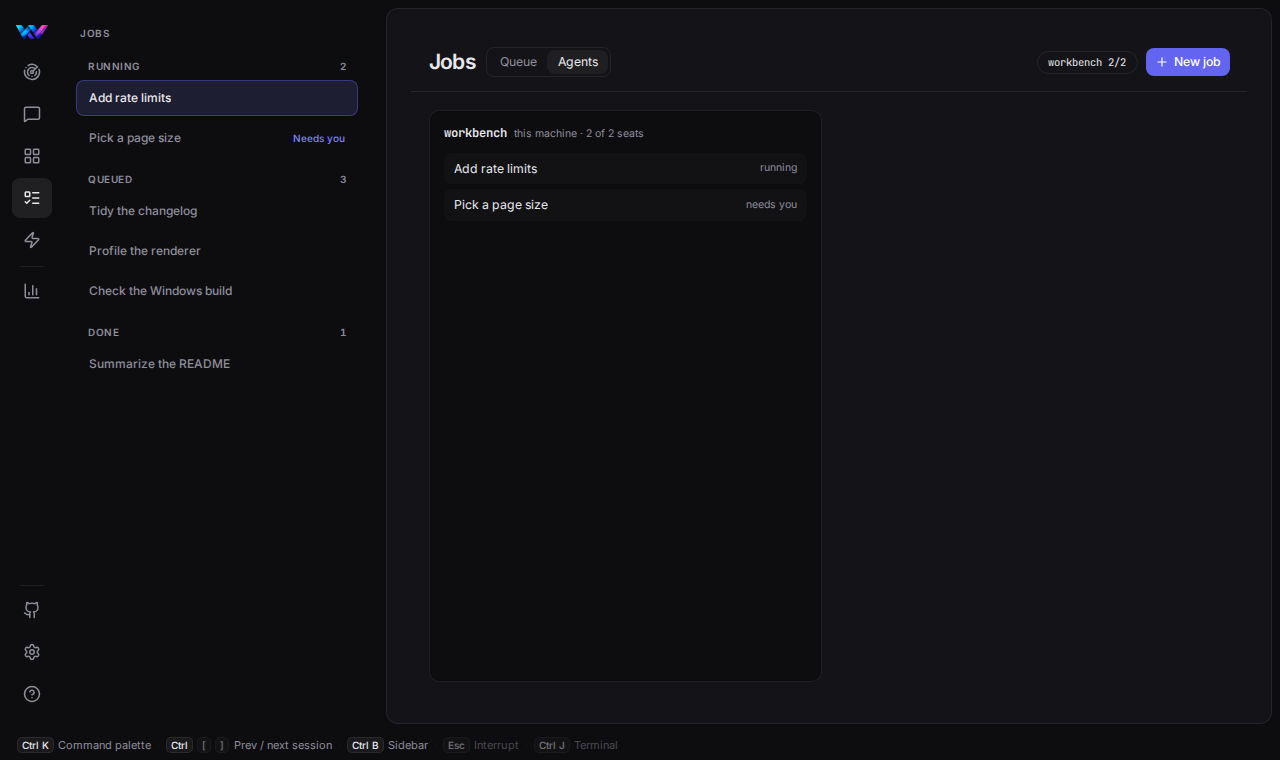 JOBS
RUNNING 2
Add rate limits
Pick a page size Needs you
QUEUED 3
Tidy the changelog
Profile the renderer
Check the Windows build
DONE 1
Summarize the README
Jobs Queue Agents workbench 2/2 + New job
workbench this machine · 2 of 2 seats
Add rate limits running
Pick a page size needs you
Ctrl K Command palette Ctrl [ ] Prev / next session Ctrl B Sidebar Esc Interrupt Ctrl J Terminal